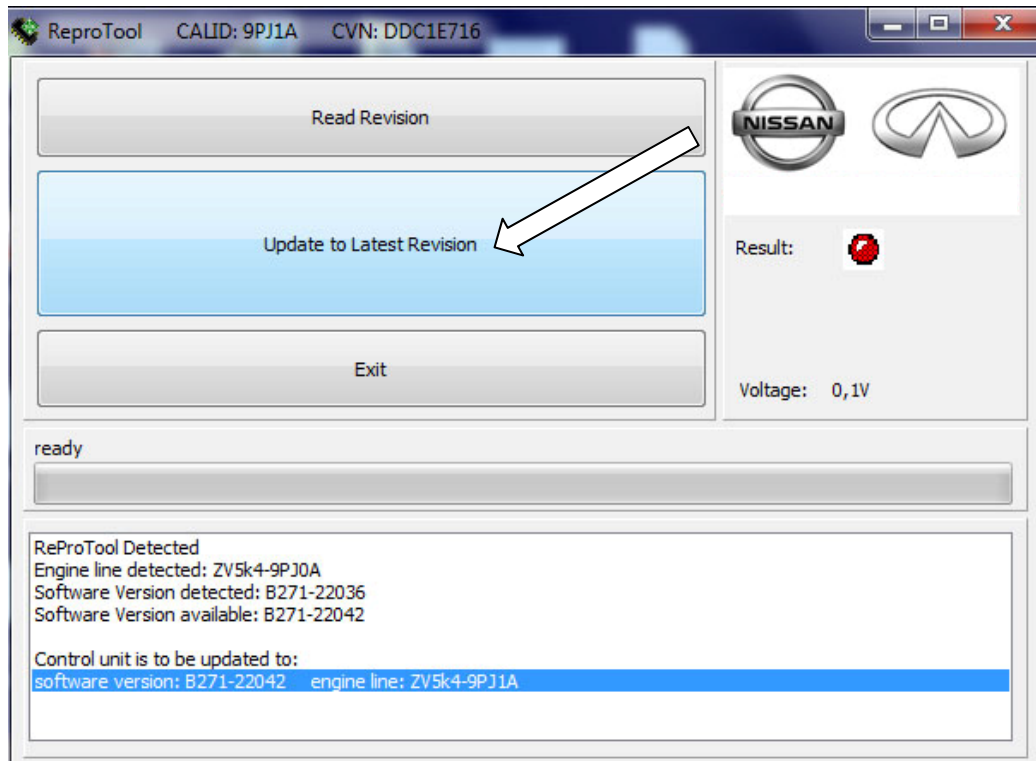 ReproTool CALID: 9PJ1A CVN: DDC1E716
Read Revision
Update to Latest Revision
Exit
NISSAN
Result:
Voltage: 0,1V
ready
ReProTool Detected
Engine line detected: ZV5k4-9PJ0A
Software Version detected: B271-22036
Software Version available: B271-22042
Control unit is to be updated to:
software version: B271-22042 engine line: ZV5k4-9PJ1A